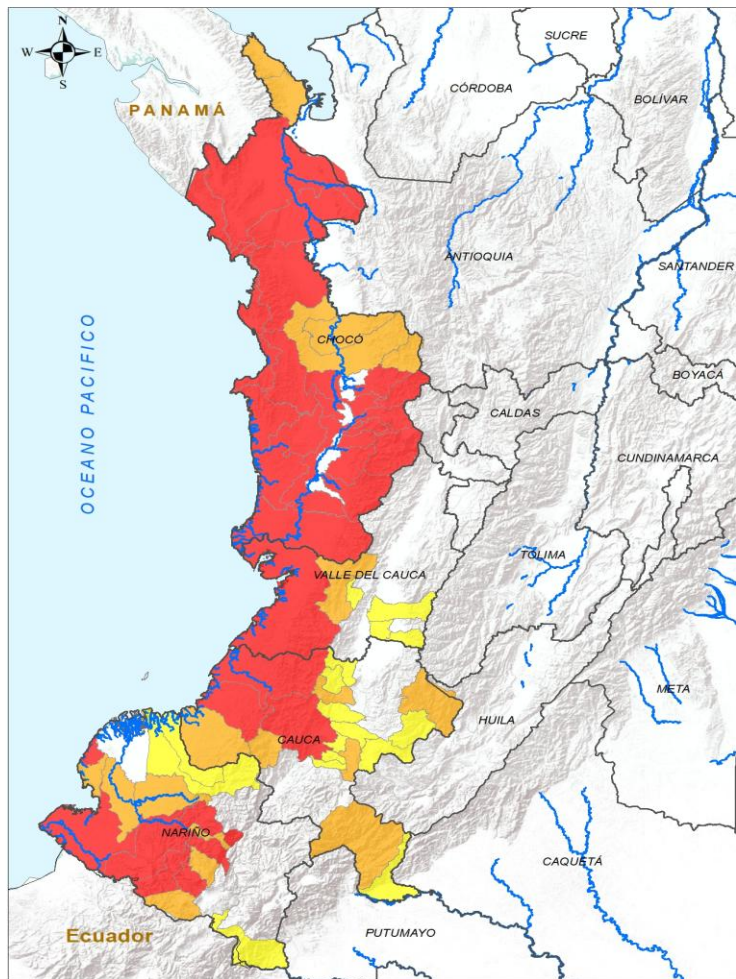 N
W E
S
SUCRE
CÓRDOBA
BOLÍVAR
PANAMÁ
ANTIOQUIA
SANTANDER
OCEANO PACIFICO
CHOCÓ
BOYACÁ
CALDAS
CUNDINAMARCA
TOLIMA
VALLE DEL CAUCA
META
HUILA
CAUCA
NARIÑO
CAQUETÁ
Ecuador
PUTUMAYO